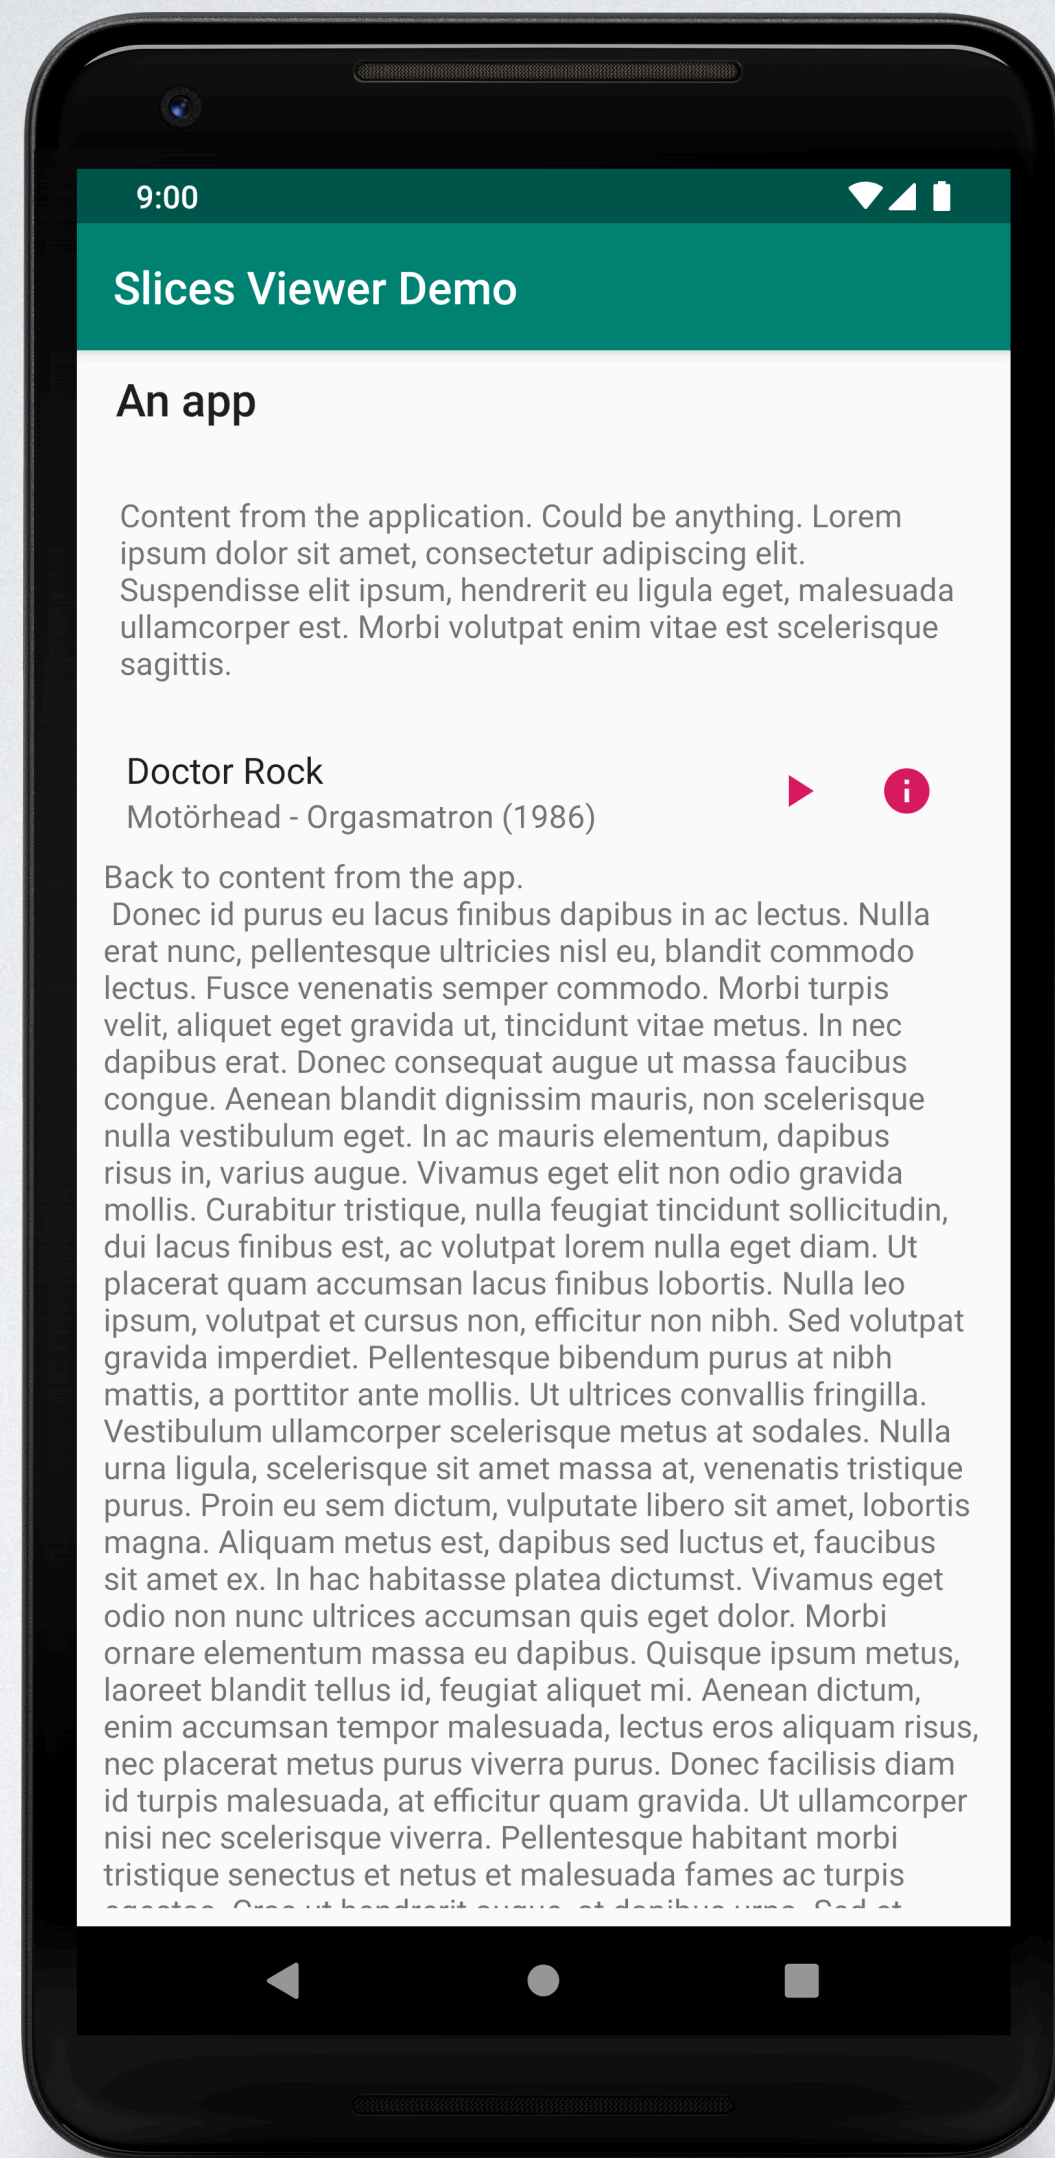 9:00
Slices Viewer Demo
An app
Content from the application. Could be anything. Lorem
ipsum dolor sit amet, consectetur adipiscing elit.
Suspendisse elit ipsum, hendrerit eu ligula eget, malesuada
ullamcorper est. Morbi volutpat enim vitae est scelerisque
sagittis.
Doctor Rock
Motörhead - Orgasmatron (1986)
Back to content from the app.
Donec id purus eu lacus finibus dapibus in ac lectus. Nulla
erat nunc, pellentesque ultricies nisl eu, blandit commodo
lectus. Fusce venenatis semper commodo. Morbi turpis
velit, aliquet eget gravida ut, tincidunt vitae metus. In nec
dapibus erat. Donec consequat augue ut massa faucibus
congue. Aenean blandit dignissim mauris, non scelerisque
nulla vestibulum eget. In ac mauris elementum, dapibus
risus in, varius augue. Vivamus eget elit non odio gravida
mollis. Curabitur tristique, nulla feugiat tincidunt sollicitudin,
dui lacus finibus est, ac volutpat lorem nulla eget diam. Ut
placerat quam accumsan lacus finibus lobortis. Nulla leo
ipsum, volutpat et cursus non, efficitur non nibh. Sed volutpat
gravida imperdiet. Pellentesque bibendum purus at nibh
mattis, a porttitor ante mollis. Ut ultrices convallis fringilla.
Vestibulum ullamcorper scelerisque metus at sodales. Nulla
urna ligula, scelerisque sit amet massa at, venenatis tristique
purus. Proin eu sem dictum, vulputate libero sit amet, lobortis
magna. Aliquam metus est, dapibus sed luctus et, faucibus
sit amet ex. In hac habitasse platea dictumst. Vivamus eget
odio non nunc ultrices accumsan quis eget dolor. Morbi
ornare elementum massa eu dapibus. Quisque ipsum metus,
laoreet blandit tellus id, feugiat aliquet mi. Aenean dictum,
enim accumsan tempor malesuada, lectus eros aliquam risus,
nec placerat metus purus viverra purus. Donec facilisis diam
id turpis malesuada, at efficitur quam gravida. Ut ullamcorper
nisi nec scelerisque viverra. Pellentesque habitant morbi
tristique senectus et netus et malesuada fames ac turpis